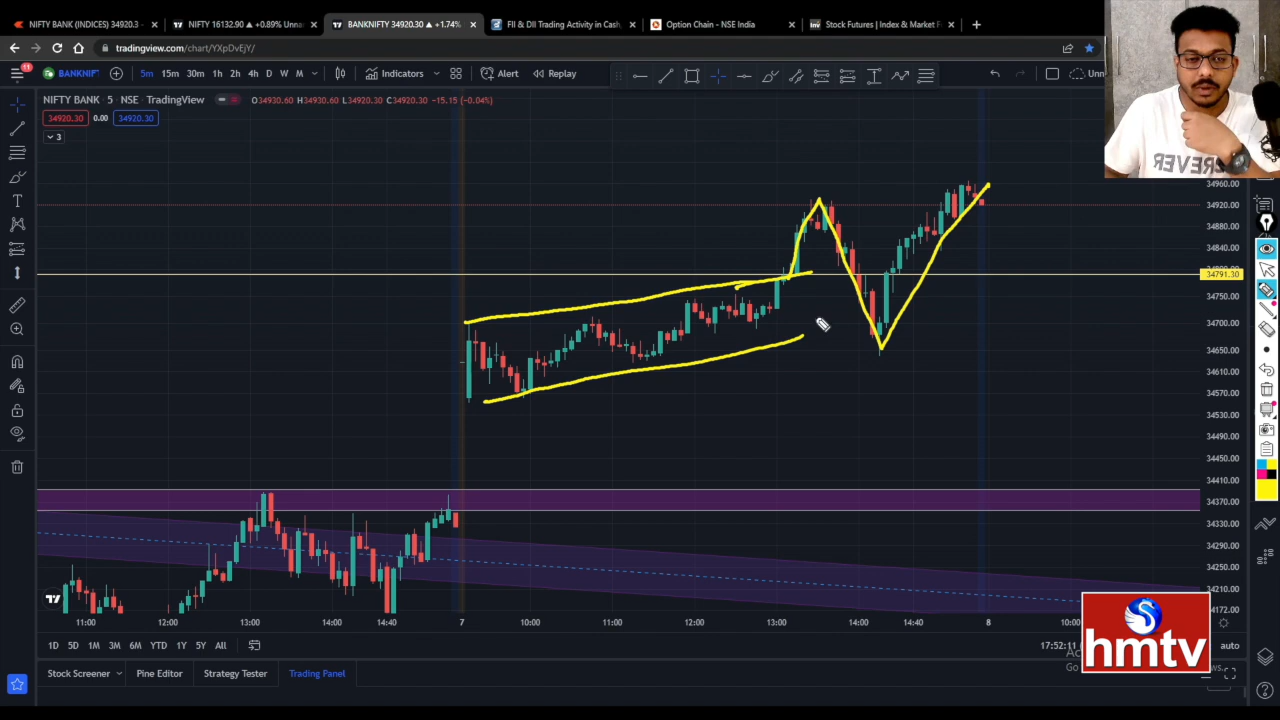 NIFTY BANK (INDICES) 34920.3 -
NIFTY 16132.90 ▲ +0.89% Unna
BANKNIFTY 34920.30 ▲ +1.74%
FII & DII Trading Activity in Cash,
Option Chain - NSE India
Stock Futures | Index & Market F
tradingview.com/chart/YXpDvEjY/
11
BANKNIF
5m 15m 30m 1h 2h 4h D W M
Indicators
Alert
Replay
Unn
NIFTY BANK 5 NSE TradingView
O34930.60 H34930.60 L34920.30 C34920.30 -15.15 (-0.04%)
34920.30 0.00 34920.30
3
34960.00
34920.00
34880.00
34840.00
34791.30
34750.00
34700.00
34650.00
34610.00
34570.00
34530.00
34490.00
34450.00
34410.00
34370.00
34330.00
34290.00
34250.00
34210.00
34172.00
11:00 12:00 13:00 14:00 14:40 7 10:00 11:00 12:00 13:00 14:00 14:40 8 10:00
1D 5D 1M 3M 6M YTD 1Y 5Y All
17:52:11
auto
hmtv
Stock Screener Pine Editor Strategy Tester Trading Panel